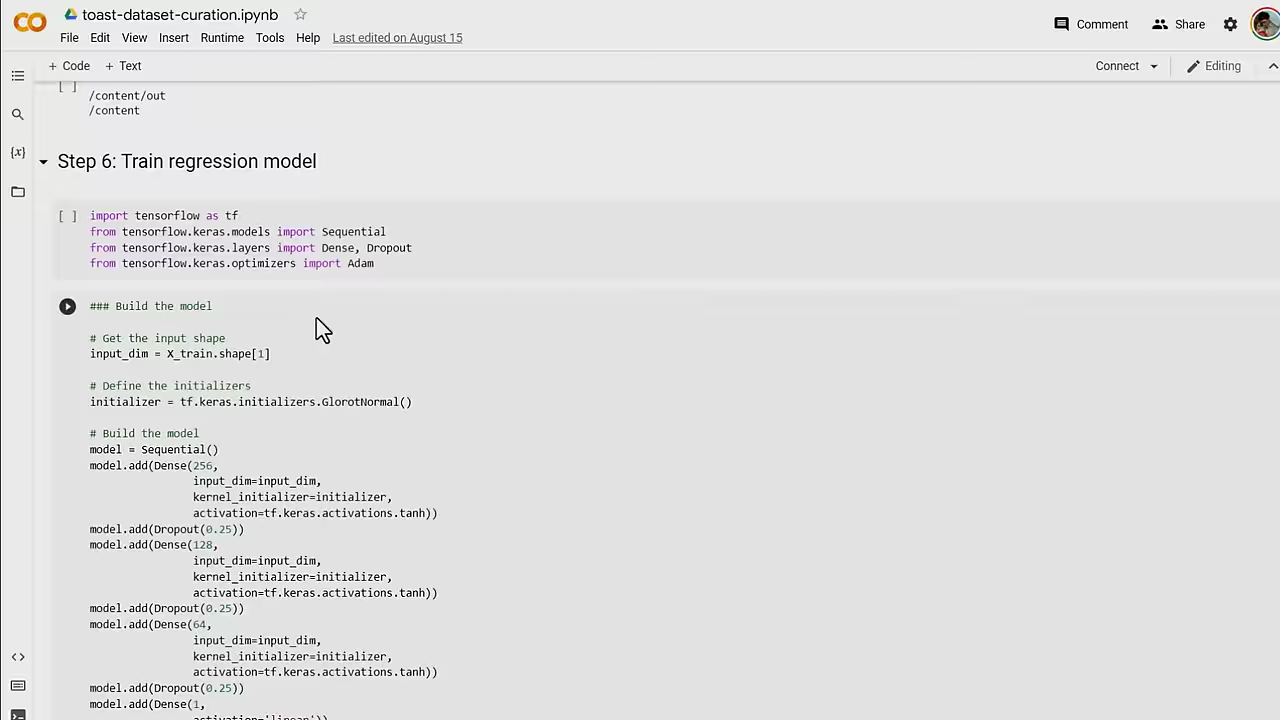 toast-dataset-curation.ipynb
Comment Share
File Edit View Insert Runtime Tools Help Last edited on August 15
+ Code + Text
Connect Editing
[ ]
/content/out
/content
{x}
Step 6: Train regression model
[ ] import tensorflow as tf
from tensorflow.keras.models import Sequential
from tensorflow.keras.layers import Dense, Dropout
from tensorflow.keras.optimizers import Adam
### Build the model
# Get the input shape
input_dim = X_train.shape[1]
# Define the initializers
initializer = tf.keras.initializers.GlorotNormal()
# Build the model
model = Sequential()
model.add(Dense(256,
input_dim=input_dim,
kernel_initializer=initializer,
activation=tf.keras.activations.tanh))
model.add(Dropout(0.25))
model.add(Dense(128,
input_dim=input_dim,
kernel_initializer=initializer,
activation=tf.keras.activations.tanh))
model.add(Dropout(0.25))
model.add(Dense(64,
input_dim=input_dim,
kernel_initializer=initializer,
activation=tf.keras.activations.tanh))
model.add(Dropout(0.25))
model.add(Dense(1,
activation='linear'))